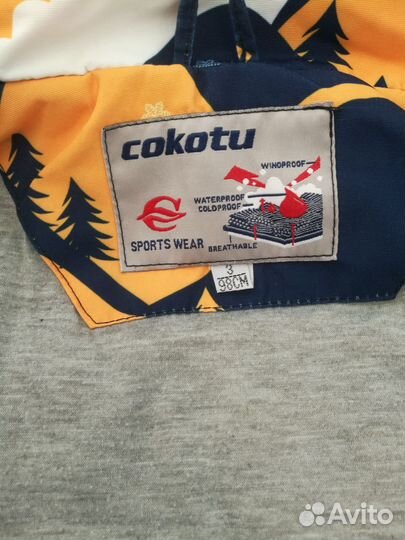 cokotu
WINDPROOF
WATERPROOF
COLDPROOF
SPORTS WEAR
BREATHABLE
3
98CM
Avito